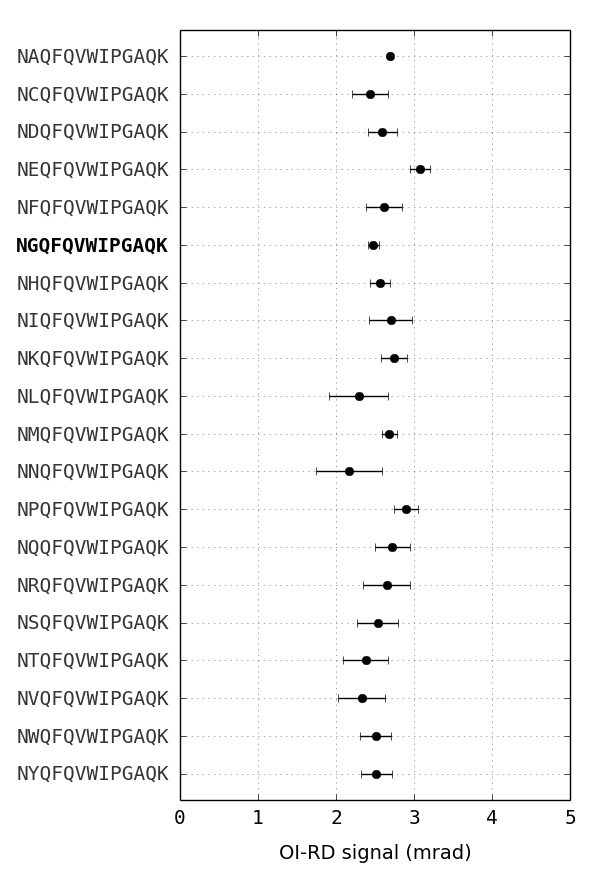 NAQFQVWIPGAQK
NCQFQVWIPGAQK
NDQFQVWIPGAQK
NEQFQVWIPGAQK
NFQFQVWIPGAQK
NGQFQVWIPGAQK
NHQFQVWIPGAQK
NIQFQVWIPGAQK
NKQFQVWIPGAQK
NLQFQVWIPGAQK
NMQFQVWIPGAQK
NNQFQVWIPGAQK
NPQFQVWIPGAQK
NQQFQVWIPGAQK
NRQFQVWIPGAQK
NSQFQVWIPGAQK
NTQFQVWIPGAQK
NVQFQVWIPGAQK
NWQFQVWIPGAQK
NYQFQVWIPGAQK
0 1 2 3 4 5
OI-RD signal (mrad)